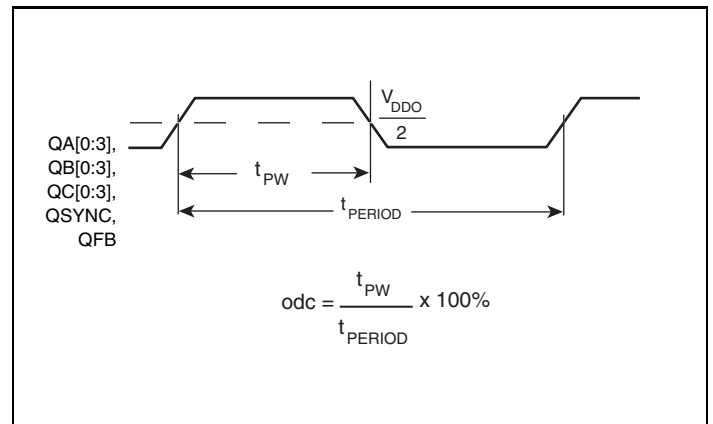 V_DDO
2
QA[0:3],
QB[0:3],
QC[0:3],
QSYNC,
QFB
t_PW
t_PERIOD
odc = t_PW / t_PERIOD x 100%